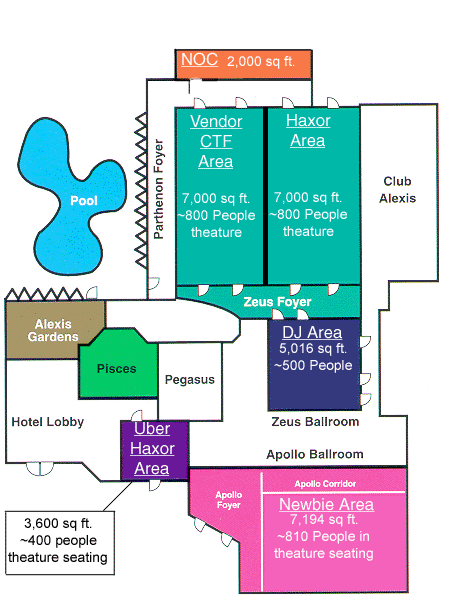 NOC 2,000 sq ft.
Vendor
CTF
Area
7,000 sq ft.
~800 People
theature
Haxor
Area
7,000 sq ft.
~800 People
theature
Club
Alexis
Parthenon Foyer
Pool
Zeus Foyer
Alexis
Gardens
DJ Area
5,016 sq ft.
~500 People
Pisces
Pegasus
Hotel Lobby
Uber
Haxor
Area
Zeus Ballroom
Apollo Ballroom
Apollo
Foyer
Apollo Corridor
Newbie Area
7,194 sq ft.
~810 People in
theature seating
3,600 sq ft.
~400 people
theature seating